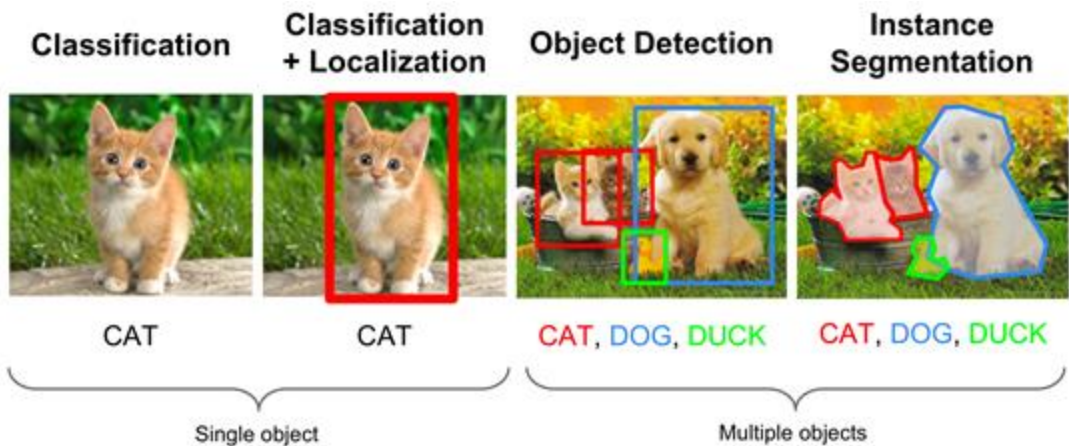 Classification
Classification
+ Localization
Object Detection
Instance
Segmentation
CAT
CAT
CAT, DOG, DUCK
CAT, DOG, DUCK
Single object
Multiple objects